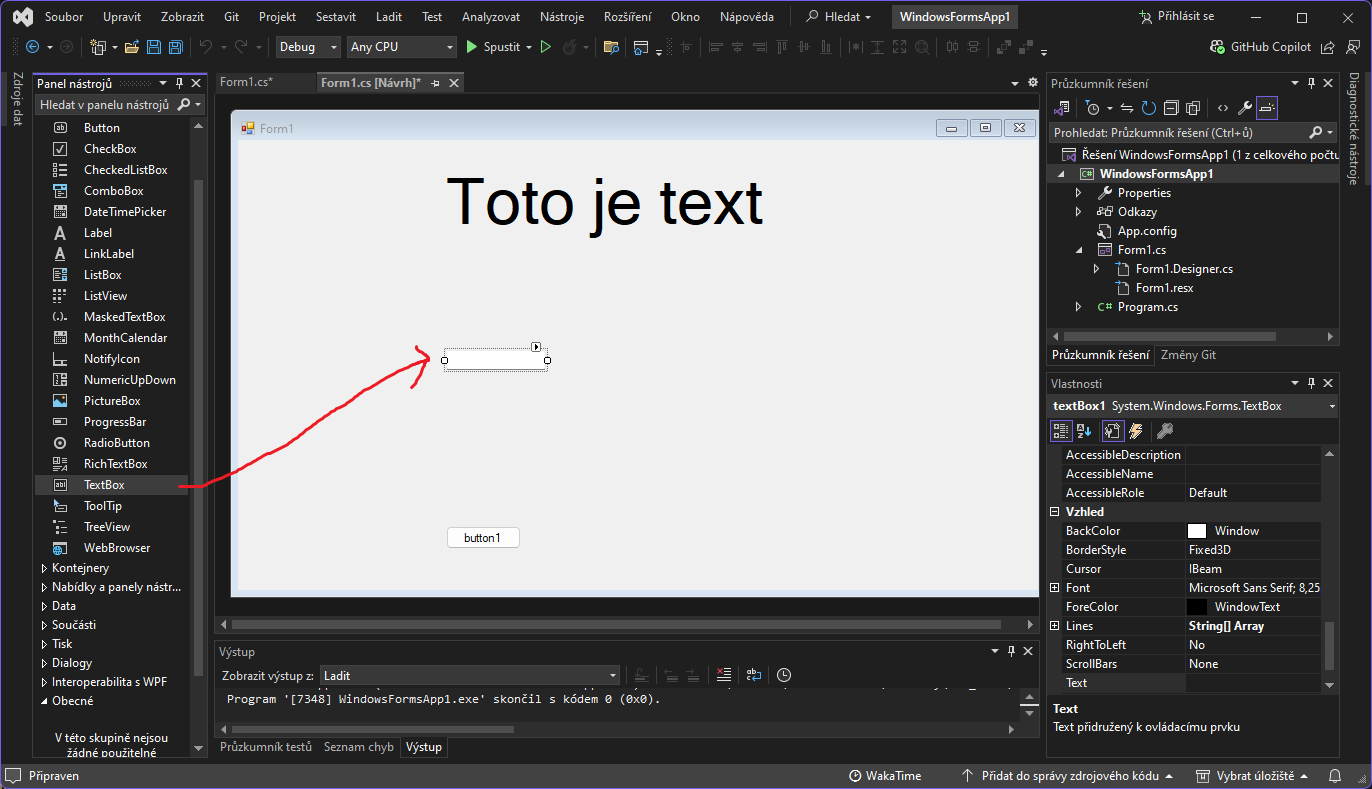 Soubor Upravit Zobrazit Git Projekt Sestavit Ladit Test Analyzovat Nástroje Rozšíření Okno Nápověda Hledat WindowsFormsApp1 Přihlásit se
Debug Any CPU Spustit GitHub Copilot
Zdroje dat
Panel nástrojů
Hledat v panelu nástrojů
Button
CheckBox
CheckedListBox
ComboBox
DateTimePicker
Label
LinkLabel
ListBox
ListView
MaskedTextBox
MonthCalendar
NotifyIcon
NumericUpDown
PictureBox
ProgressBar
RadioButton
RichTextBox
TextBox
ToolTip
TreeView
WebBrowser
Kontejnery
Nabídky a panely nástr...
Data
Součásti
Tisk
Dialogy
Interoperabilita s WPF
Obecné
V této skupině nejsou
žádné použitelné
Form1.cs* Form1.cs [Návrh]*
Form1
Toto je text
button1
Výstup
Zobrazit výstup z: Ladit
Program '[7348] WindowsFormsApp1.exe' skončil s kódem 0 (0x0).
Průzkumník testů Seznam chyb Výstup
Průzkumník řešení
Prohledat: Průzkumník řešení (Ctrl+ů)
Řešení WindowsFormsApp1 (1 z celkového počtu
C# WindowsFormsApp1
Properties
Odkazy
App.config
Form1.cs
Form1.Designer.cs
Form1.resx
C# Program.cs
Průzkumník řešení Změny Git
Vlastnosti
textBox1 System.Windows.Forms.TextBox
AccessibleDescription
AccessibleName
AccessibleRole Default
Vzhled
BackColor Window
BorderStyle Fixed3D
Cursor IBeam
Font Microsoft Sans Serif; 8,25
ForeColor WindowText
Lines String[] Array
RightToLeft No
ScrollBars None
Text
Text
Text přidružený k ovládacímu prvku
Diagnostické nástroje
Připraven WakaTime Přidat do správy zdrojového kódu Vybrat úložiště